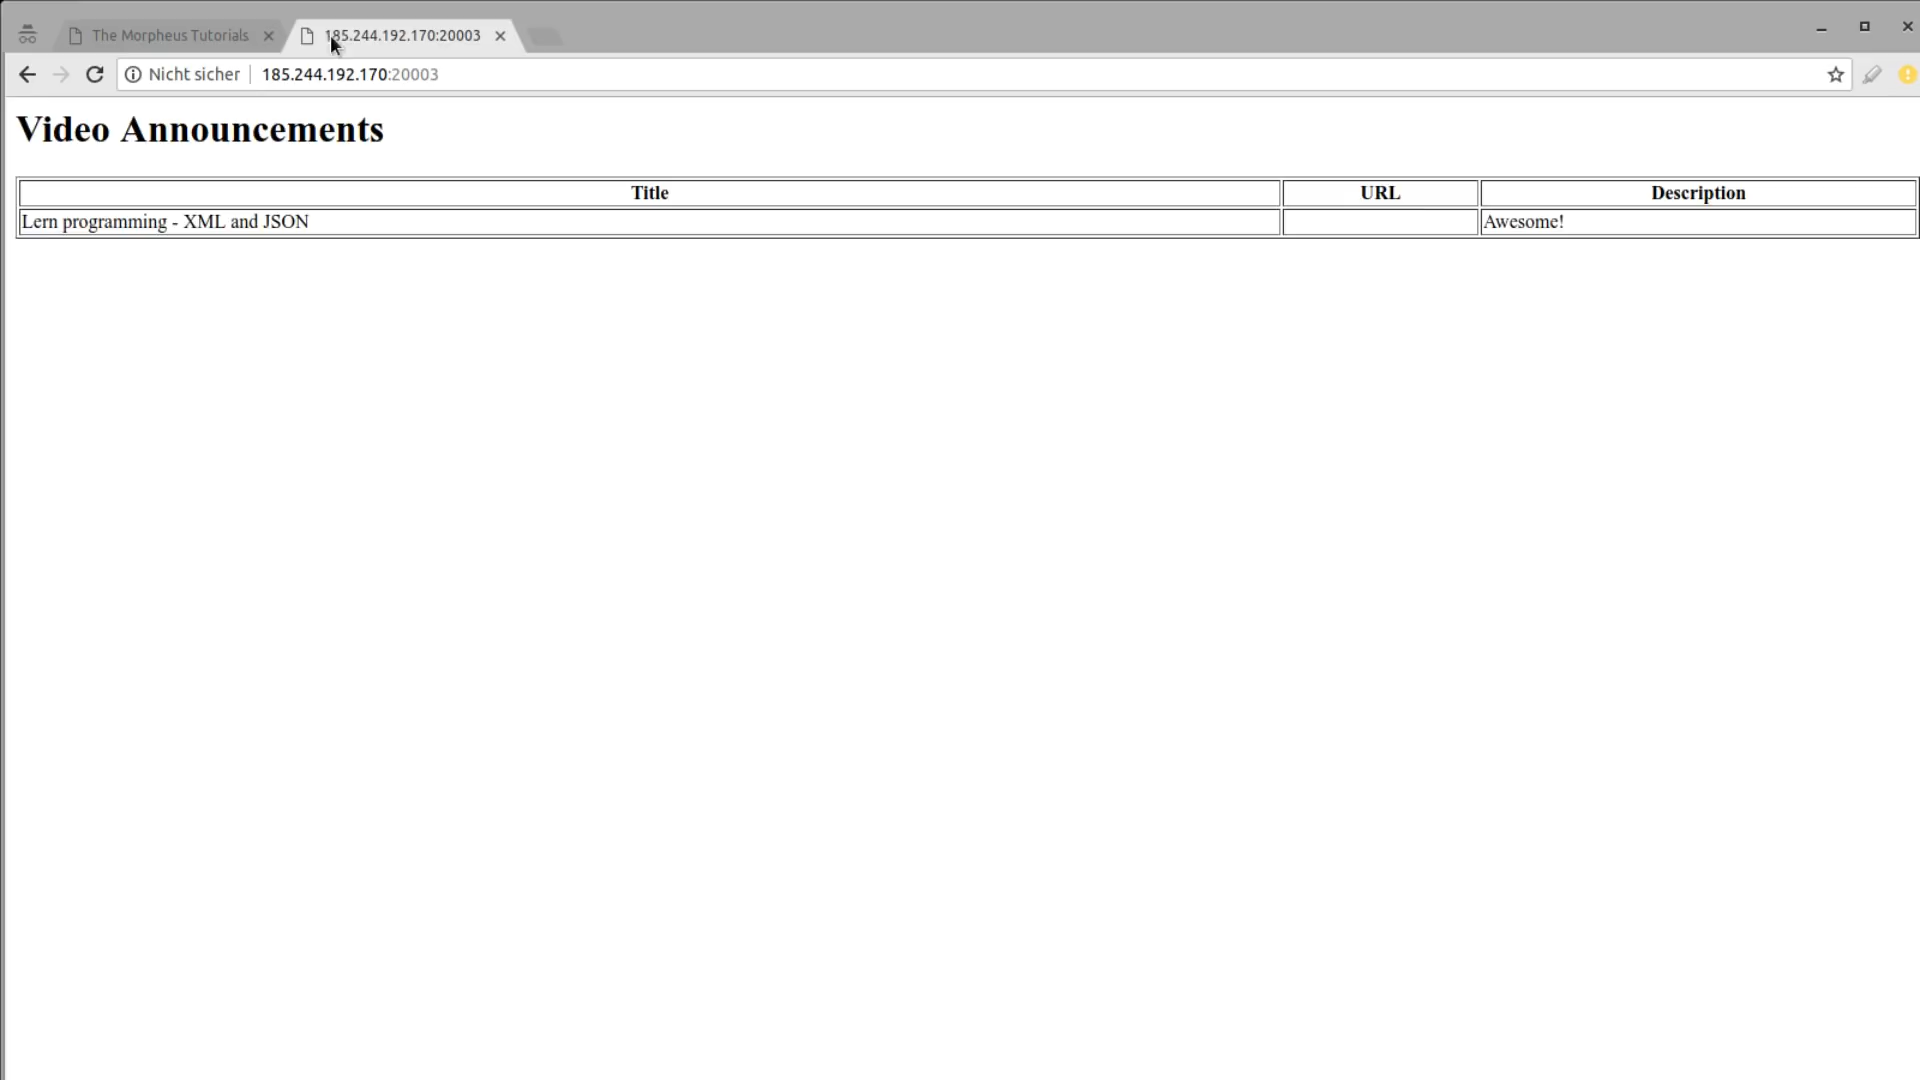 The Morpheus Tutorials
185.244.192.170:20003
Nicht sicher 185.244.192.170:20003
Video Announcements
Title URL Description
Lern programming - XML and JSON Awesome!